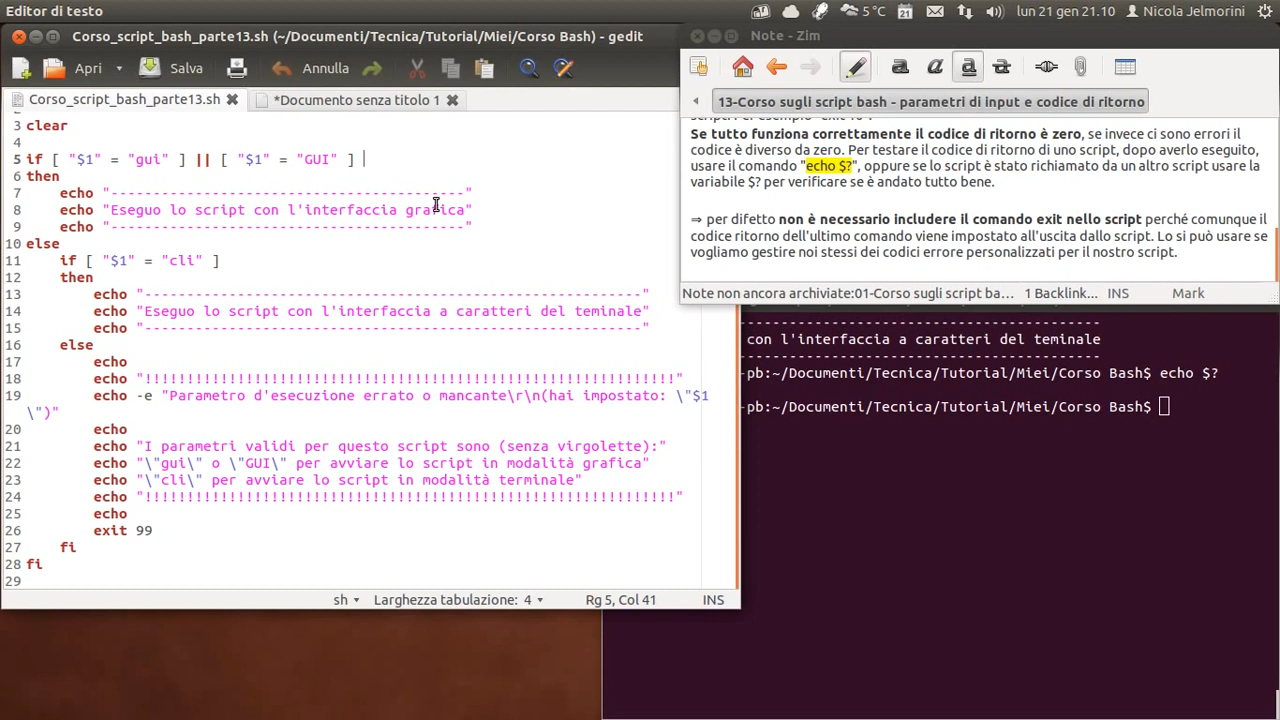 Editor di testo
5 °C
21
lun 21 gen 21.10
Nicola Jelmorini
Corso_script_bash_parte13.sh (~/Documenti/Tecnica/Tutorial/Miei/Corso Bash) - gedit
Apri
Salva
Annulla
Corso_script_bash_parte13.sh
*Documento senza titolo 1
3 clear
4
5 if [ "$1" = "gui" ] || [ "$1" = "GUI" ]
6 then
7 echo "------------------------------------------"
8 echo "Eseguo lo script con l'interfaccia grafica"
9 echo "------------------------------------------"
10 else
11 if [ "$1" = "cli" ]
12 then
13 echo "-----------------------------------------------------------"
14 echo "Eseguo lo script con l'interfaccia a caratteri del teminale"
15 echo "-----------------------------------------------------------"
16 else
17 echo
18 echo "!!!!!!!!!!!!!!!!!!!!!!!!!!!!!!!!!!!!!!!!!!!!!!!!!!!!!!!!!!!!!!!"
19 echo -e "Parametro d'esecuzione errato o mancante\r\n(hai impostato: \"$1
\")"
20 echo
21 echo "I parametri validi per questo script sono (senza virgolette):"
22 echo "\"gui\" o \"GUI\" per avviare lo script in modalità grafica"
23 echo "\"cli\" per avviare lo script in modalità terminale"
24 echo "!!!!!!!!!!!!!!!!!!!!!!!!!!!!!!!!!!!!!!!!!!!!!!!!!!!!!!!!!!!!!!!"
25 echo
26 exit 99
27 fi
28 fi
29
sh
Larghezza tabulazione: 4
Rg 5, Col 41
INS
Note - Zim
13-Corso sugli script bash - parametri di input e codice di ritorno
Se tutto funziona correttamente il codice di ritorno è zero, se invece ci sono errori il
codice è diverso da zero. Per testare il codice di ritorno di uno script, dopo averlo eseguito,
usare il comando "echo $?", oppure se lo script è stato richiamato da un altro script usare la
variabile $? per verificare se è andato tutto bene.
⇒ per difetto non è necessario includere il comando exit nello script perché comunque il
codice ritorno dell'ultimo comando viene impostato all'uscita dallo script. Lo si può usare se
vogliamo gestire noi stessi dei codici errore personalizzati per il nostro script.
Note non ancora archiviate:01-Corso sugli script ba...
1 Backlink...
INS
Mark
------------------------------------------
con l'interfaccia a caratteri del teminale
------------------------------------------
-pb:~/Documenti/Tecnica/Tutorial/Miei/Corso Bash$ echo $?
-pb:~/Documenti/Tecnica/Tutorial/Miei/Corso Bash$